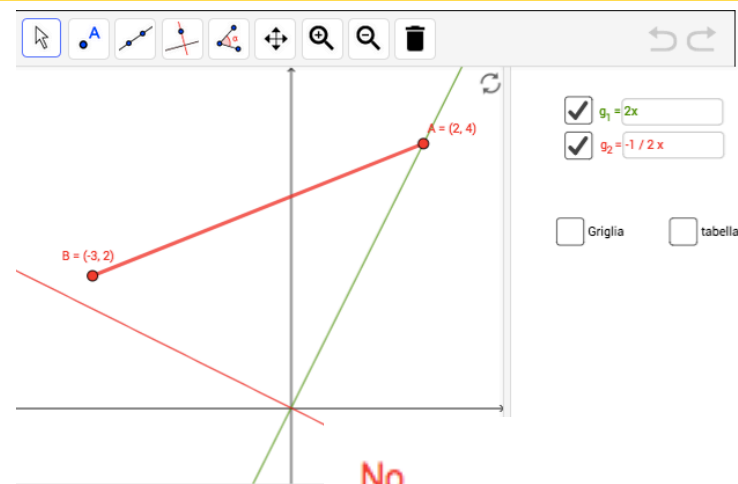 A
α
A = (2, 4)
B = (-3, 2)
g1 = 2x
g2 = -1 / 2 x
Griglia
tabella
No